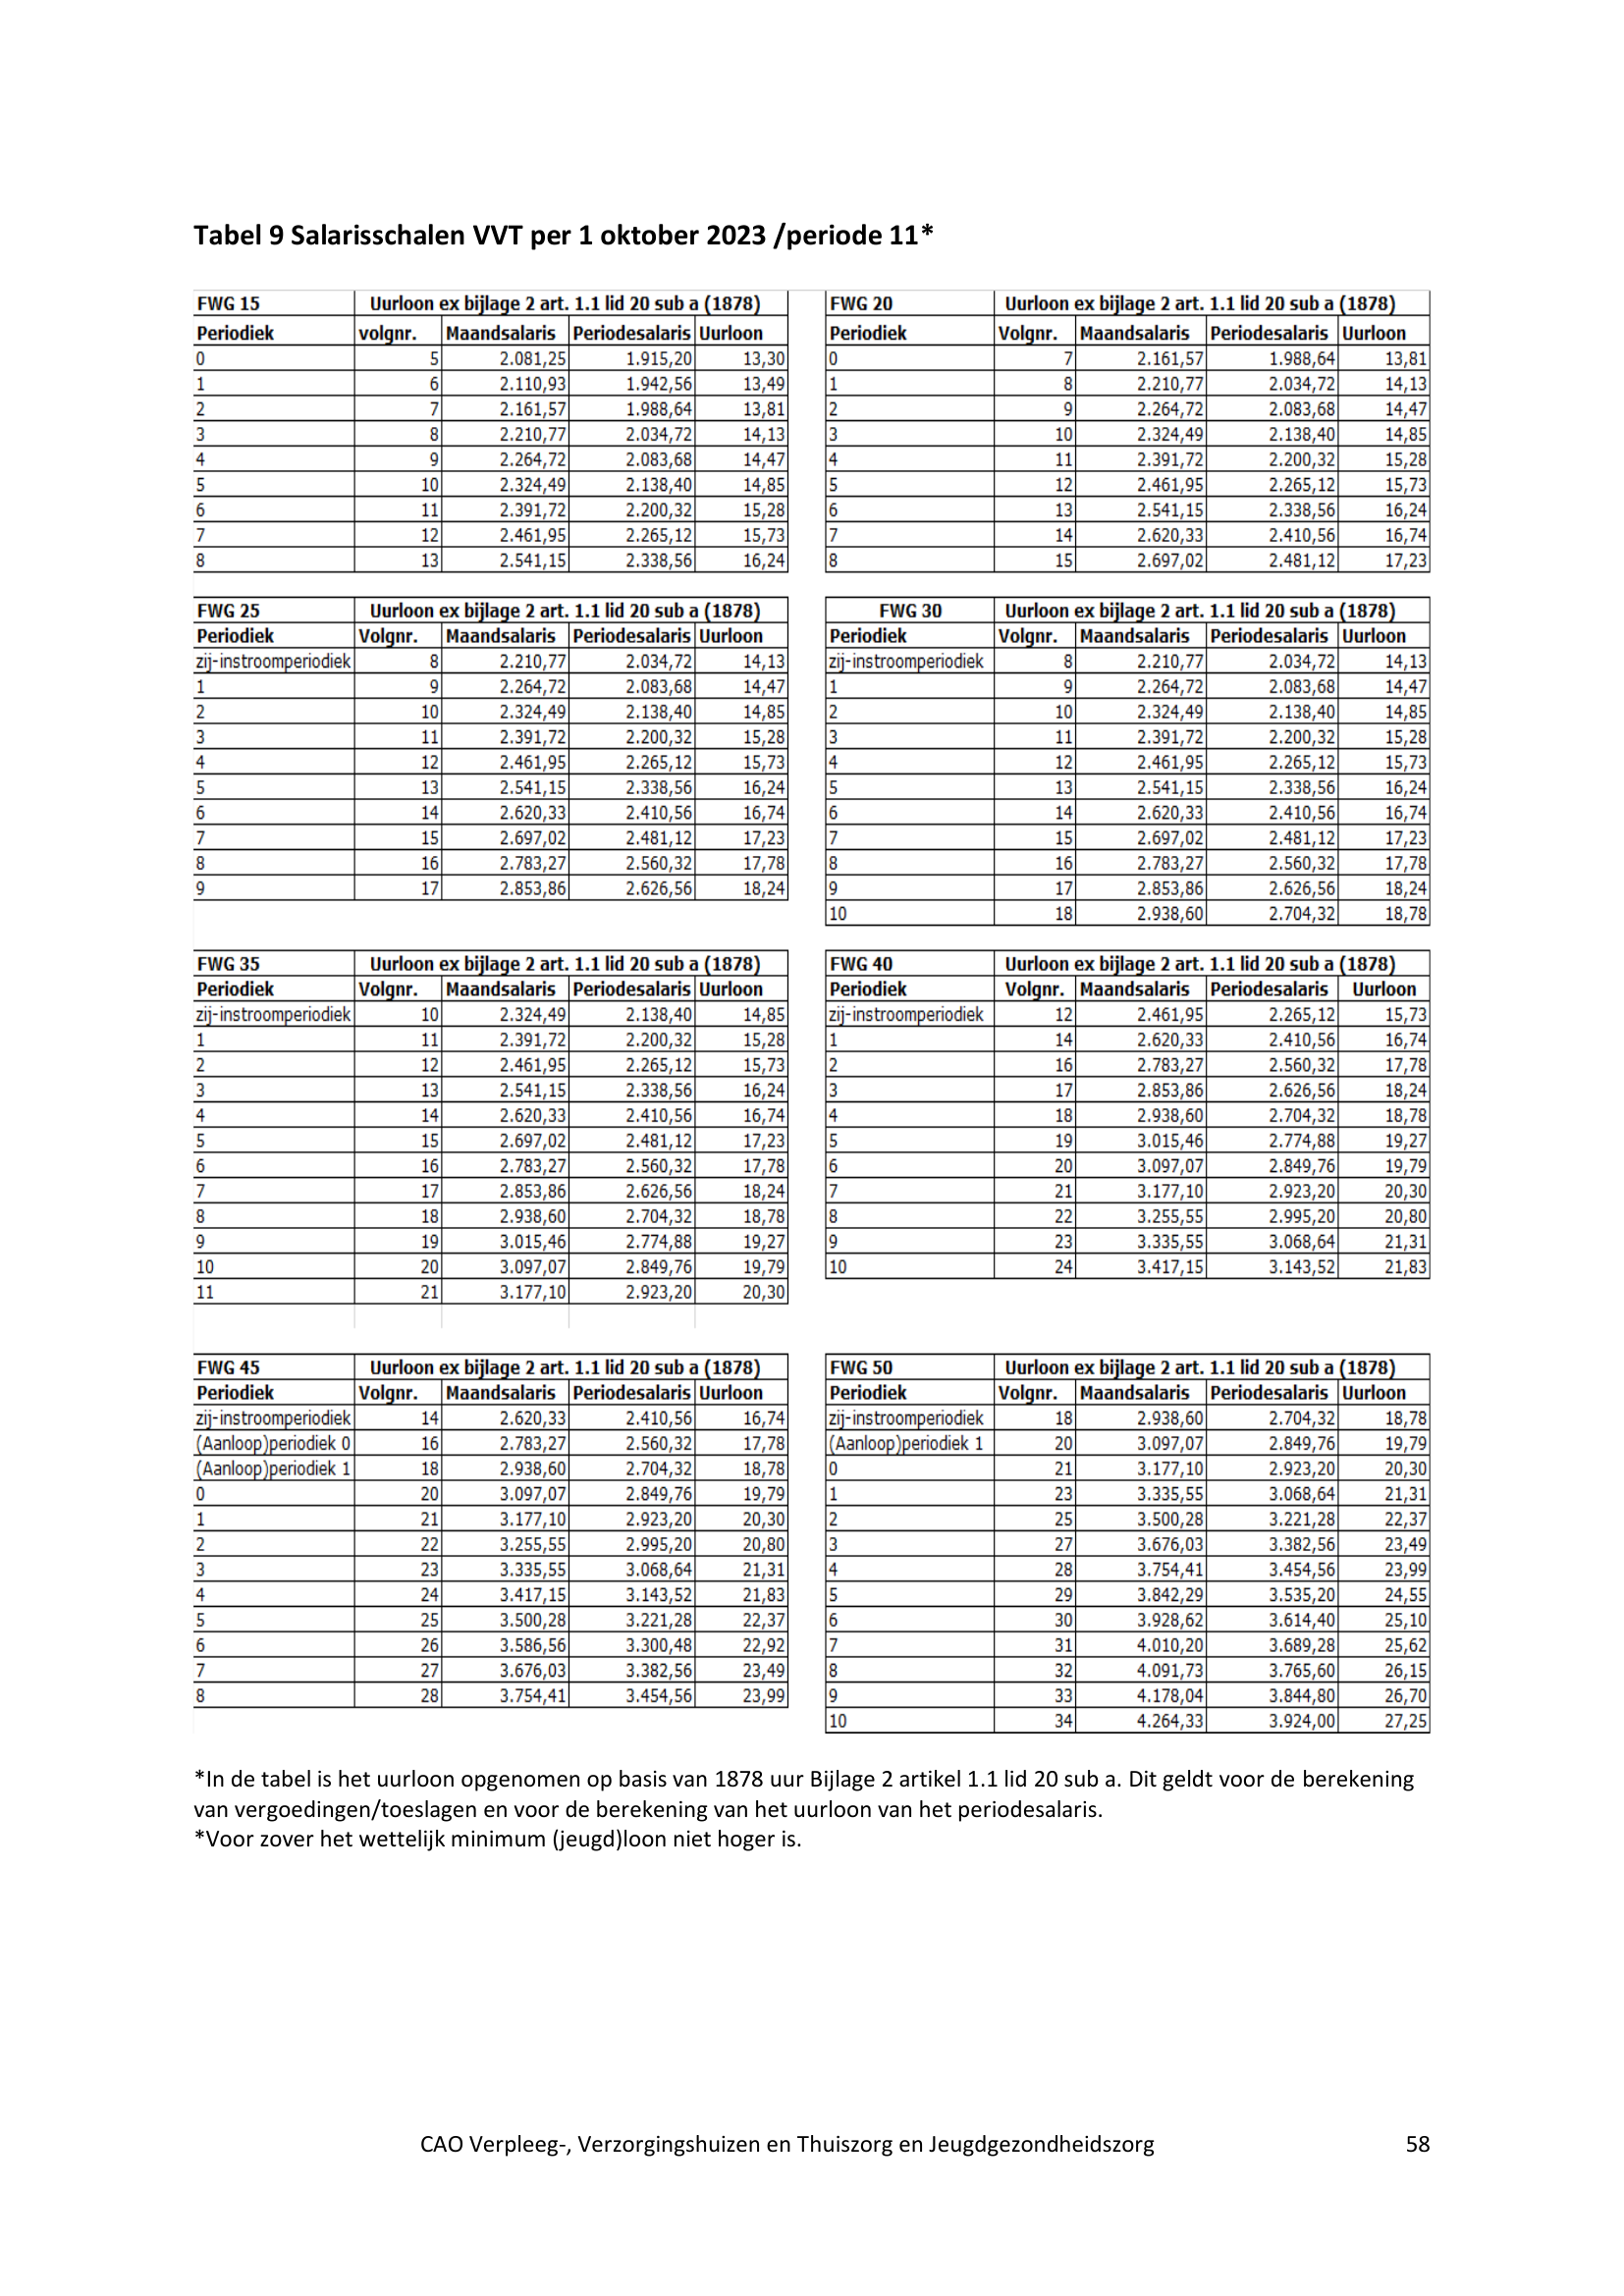 Tabel 9 Salarisschalen VVT per 1 oktober 2023 /periode 11*
FWG 15 Uurloon ex bijlage 2 art. 1.1 lid 20 sub a (1878)
Periodiek volgnr. Maandsalaris Periodesalaris Uurloon
0 5 2.081,25 1.915,20 13,30
1 6 2.110,93 1.942,56 13,49
2 7 2.161,57 1.988,64 13,81
3 8 2.210,77 2.034,72 14,13
4 9 2.264,72 2.083,68 14,47
5 10 2.324,49 2.138,40 14,85
6 11 2.391,72 2.200,32 15,28
7 12 2.461,95 2.265,12 15,73
8 13 2.541,15 2.338,56 16,24
FWG 20 Uurloon ex bijlage 2 art. 1.1 lid 20 sub a (1878)
Periodiek Volgnr. Maandsalaris Periodesalaris Uurloon
0 7 2.161,57 1.988,64 13,81
1 8 2.210,77 2.034,72 14,13
2 9 2.264,72 2.083,68 14,47
3 10 2.324,49 2.138,40 14,85
4 11 2.391,72 2.200,32 15,28
5 12 2.461,95 2.265,12 15,73
6 13 2.541,15 2.338,56 16,24
7 14 2.620,33 2.410,56 16,74
8 15 2.697,02 2.481,12 17,23
FWG 25 Uurloon ex bijlage 2 art. 1.1 lid 20 sub a (1878)
Periodiek Volgnr. Maandsalaris Periodesalaris Uurloon
zij-instroomperiodiek 8 2.210,77 2.034,72 14,13
1 9 2.264,72 2.083,68 14,47
2 10 2.324,49 2.138,40 14,85
3 11 2.391,72 2.200,32 15,28
4 12 2.461,95 2.265,12 15,73
5 13 2.541,15 2.338,56 16,24
6 14 2.620,33 2.410,56 16,74
7 15 2.697,02 2.481,12 17,23
8 16 2.783,27 2.560,32 17,78
9 17 2.853,86 2.626,56 18,24
FWG 30 Uurloon ex bijlage 2 art. 1.1 lid 20 sub a (1878)
Periodiek Volgnr. Maandsalaris Periodesalaris Uurloon
zij-instroomperiodiek 8 2.210,77 2.034,72 14,13
1 9 2.264,72 2.083,68 14,47
2 10 2.324,49 2.138,40 14,85
3 11 2.391,72 2.200,32 15,28
4 12 2.461,95 2.265,12 15,73
5 13 2.541,15 2.338,56 16,24
6 14 2.620,33 2.410,56 16,74
7 15 2.697,02 2.481,12 17,23
8 16 2.783,27 2.560,32 17,78
9 17 2.853,86 2.626,56 18,24
10 18 2.938,60 2.704,32 18,78
FWG 35 Uurloon ex bijlage 2 art. 1.1 lid 20 sub a (1878)
Periodiek Volgnr. Maandsalaris Periodesalaris Uurloon
zij-instroomperiodiek 10 2.324,49 2.138,40 14,85
1 11 2.391,72 2.200,32 15,28
2 12 2.461,95 2.265,12 15,73
3 13 2.541,15 2.338,56 16,24
4 14 2.620,33 2.410,56 16,74
5 15 2.697,02 2.481,12 17,23
6 16 2.783,27 2.560,32 17,78
7 17 2.853,86 2.626,56 18,24
8 18 2.938,60 2.704,32 18,78
9 19 3.015,46 2.774,88 19,27
10 20 3.097,07 2.849,76 19,79
11 21 3.177,10 2.923,20 20,30
FWG 40 Uurloon ex bijlage 2 art. 1.1 lid 20 sub a (1878)
Periodiek Volgnr. Maandsalaris Periodesalaris Uurloon
zij-instroomperiodiek 12 2.461,95 2.265,12 15,73
1 14 2.620,33 2.410,56 16,74
2 16 2.783,27 2.560,32 17,78
3 17 2.853,86 2.626,56 18,24
4 18 2.938,60 2.704,32 18,78
5 19 3.015,46 2.774,88 19,27
6 20 3.097,07 2.849,76 19,79
7 21 3.177,10 2.923,20 20,30
8 22 3.255,55 2.995,20 20,80
9 23 3.335,55 3.068,64 21,31
10 24 3.417,15 3.143,52 21,83
FWG 45 Uurloon ex bijlage 2 art. 1.1 lid 20 sub a (1878)
Periodiek Volgnr. Maandsalaris Periodesalaris Uurloon
zij-instroomperiodiek 14 2.620,33 2.410,56 16,74
(Aanloop)periodiek 0 16 2.783,27 2.560,32 17,78
(Aanloop)periodiek 1 18 2.938,60 2.704,32 18,78
0 20 3.097,07 2.849,76 19,79
1 21 3.177,10 2.923,20 20,30
2 22 3.255,55 2.995,20 20,80
3 23 3.335,55 3.068,64 21,31
4 24 3.417,15 3.143,52 21,83
5 25 3.500,28 3.221,28 22,37
6 26 3.586,56 3.300,48 22,92
7 27 3.676,03 3.382,56 23,49
8 28 3.754,41 3.454,56 23,99
FWG 50 Uurloon ex bijlage 2 art. 1.1 lid 20 sub a (1878)
Periodiek Volgnr. Maandsalaris Periodesalaris Uurloon
zij-instroomperiodiek 18 2.938,60 2.704,32 18,78
(Aanloop)periodiek 1 20 3.097,07 2.849,76 19,79
0 21 3.177,10 2.923,20 20,30
1 23 3.335,55 3.068,64 21,31
2 25 3.500,28 3.221,28 22,37
3 27 3.676,03 3.382,56 23,49
4 28 3.754,41 3.454,56 23,99
5 29 3.842,29 3.535,20 24,55
6 30 3.928,62 3.614,40 25,10
7 31 4.010,20 3.689,28 25,62
8 32 4.091,73 3.765,60 26,15
9 33 4.178,04 3.844,80 26,70
10 34 4.264,33 3.924,00 27,25
*In de tabel is het uurloon opgenomen op basis van 1878 uur Bijlage 2 artikel 1.1 lid 20 sub a. Dit geldt voor de berekening
van vergoedingen/toeslagen en voor de berekening van het uurloon van het periodesalaris.
*Voor zover het wettelijk minimum (jeugd)loon niet hoger is.
CAO Verpleeg-, Verzorgingshuizen en Thuiszorg en Jeugdgezondheidszorg 58